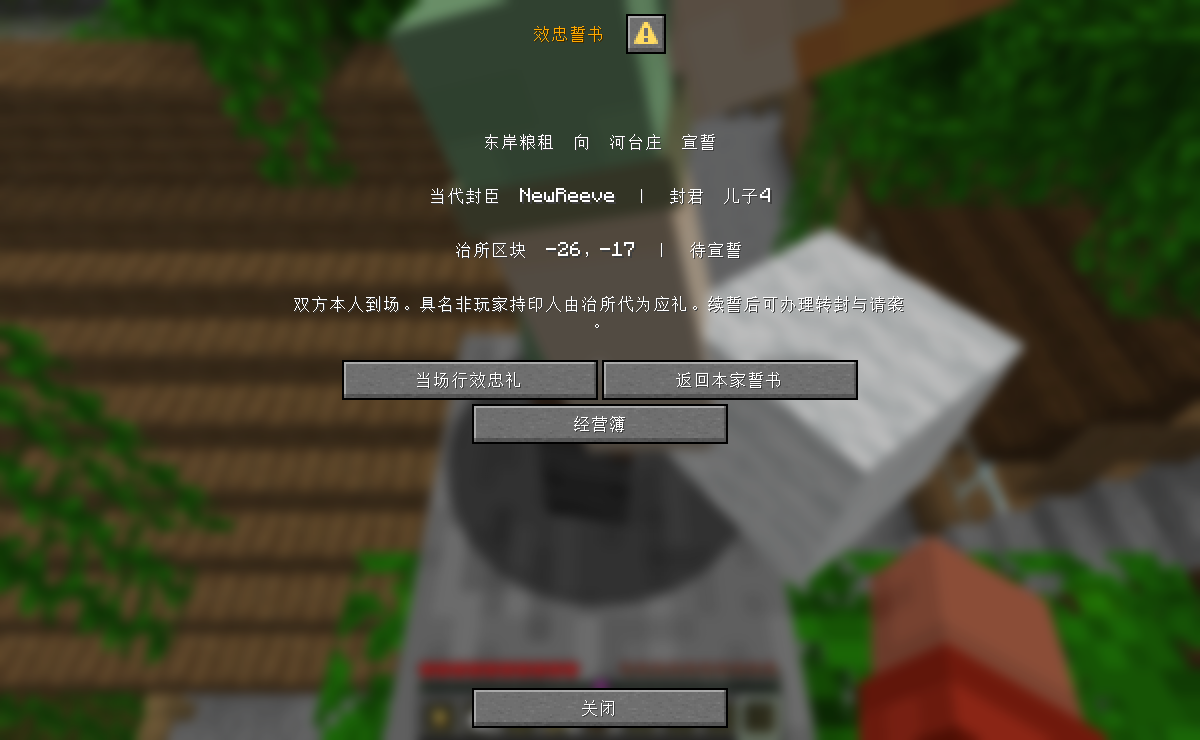 效忠誓书
东岸粮租 向 河台庄 宣誓
当代封臣 NewReeve | 封君 儿子4
治所区块 -26, -17 | 待宣誓
双方本人到场。具名非玩家持印人由治所代为应礼。续誓后可办理转封与请袭
。
当场行效忠礼 返回本家誓书
经营簿
关闭